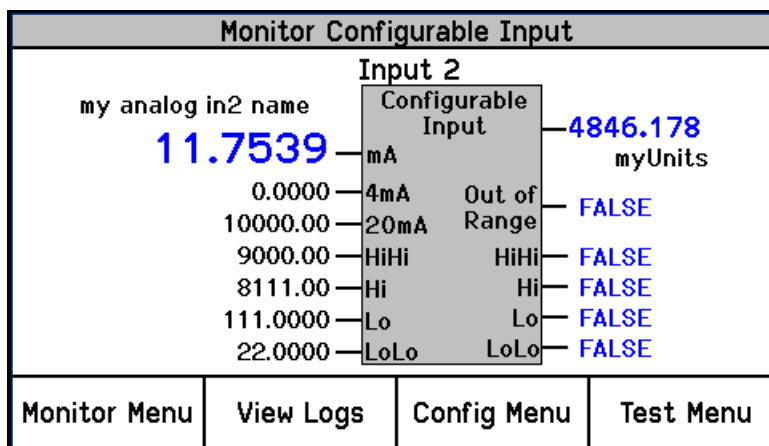 Monitor Configurable Input
Input 2
my analog in2 name
Configurable
Input
4846.178
myUnits
11.7539 mA
0.0000 4mA Out of
Range FALSE
10000.00 20mA
9000.00 HiHi HiHi FALSE
8111.00 Hi Hi FALSE
111.0000 Lo Lo FALSE
22.0000 LoLo LoLo FALSE
Monitor Menu View Logs Config Menu Test Menu